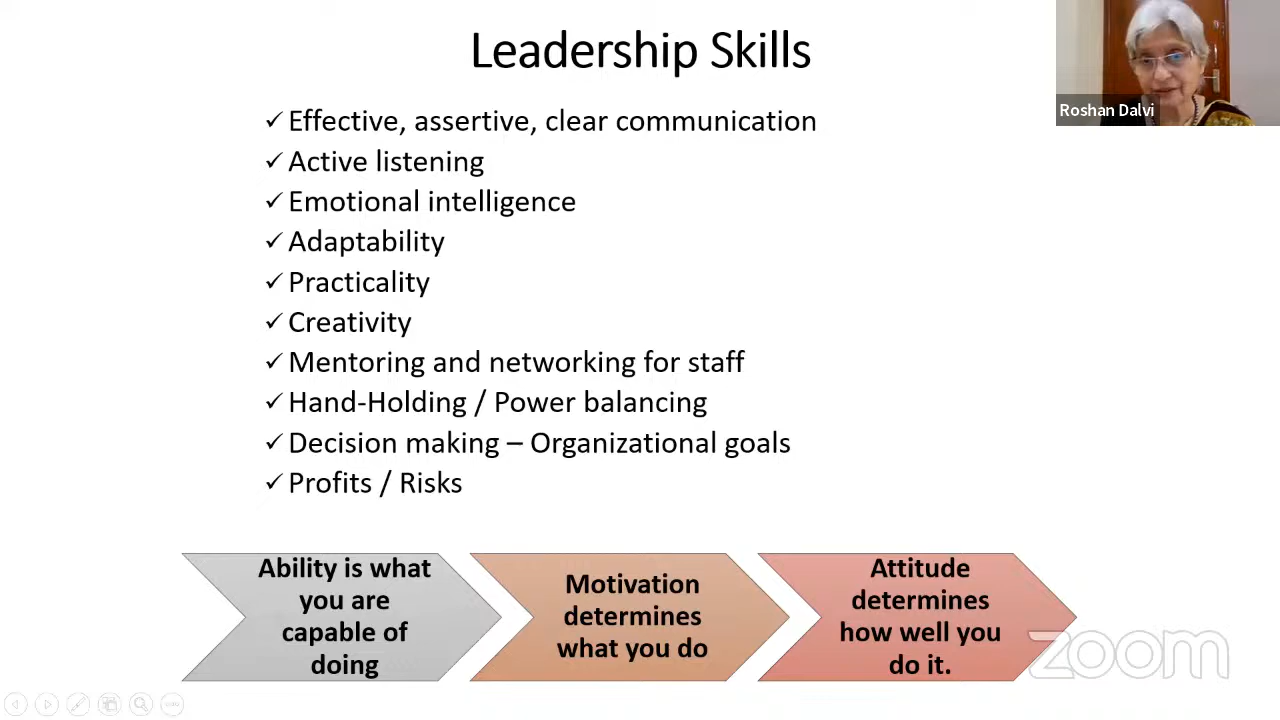 Leadership Skills
Roshan Dalvi
✓ Effective, assertive, clear communication
✓ Active listening
✓ Emotional intelligence
✓ Adaptability
✓ Practicality
✓ Creativity
✓ Mentoring and networking for staff
✓ Hand-Holding / Power balancing
✓ Decision making – Organizational goals
✓ Profits / Risks
Ability is what
you are
capable of
doing
Motivation
determines
what you do
Attitude
determines
how well you
do it.
zoom